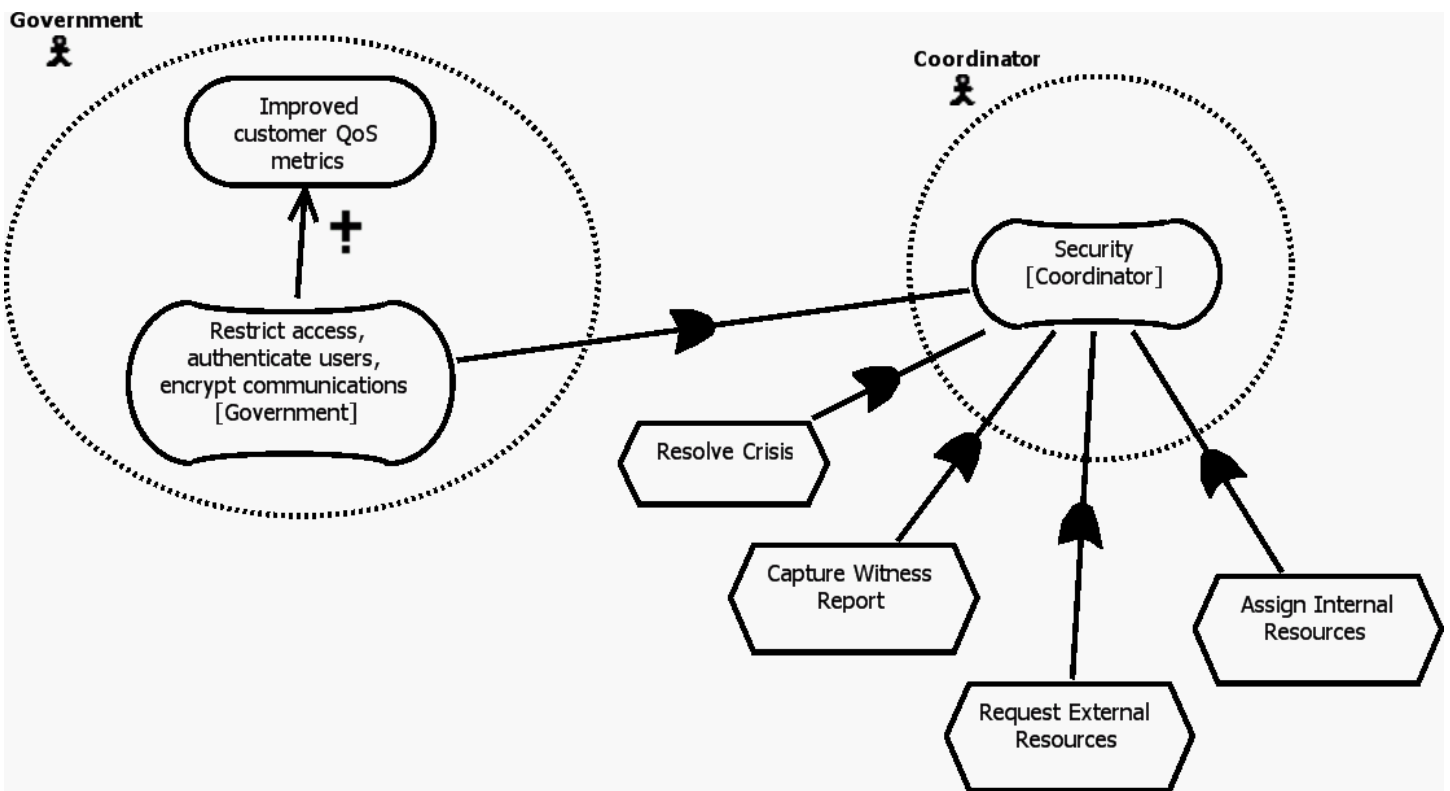 Government
Improved
customer QoS
metrics
Restrict access,
authenticate users,
encrypt communications
[Government]
Coordinator
Security
[Coordinator]
Resolve Crisis
Capture Witness
Report
Request External
Resources
Assign Internal
Resources